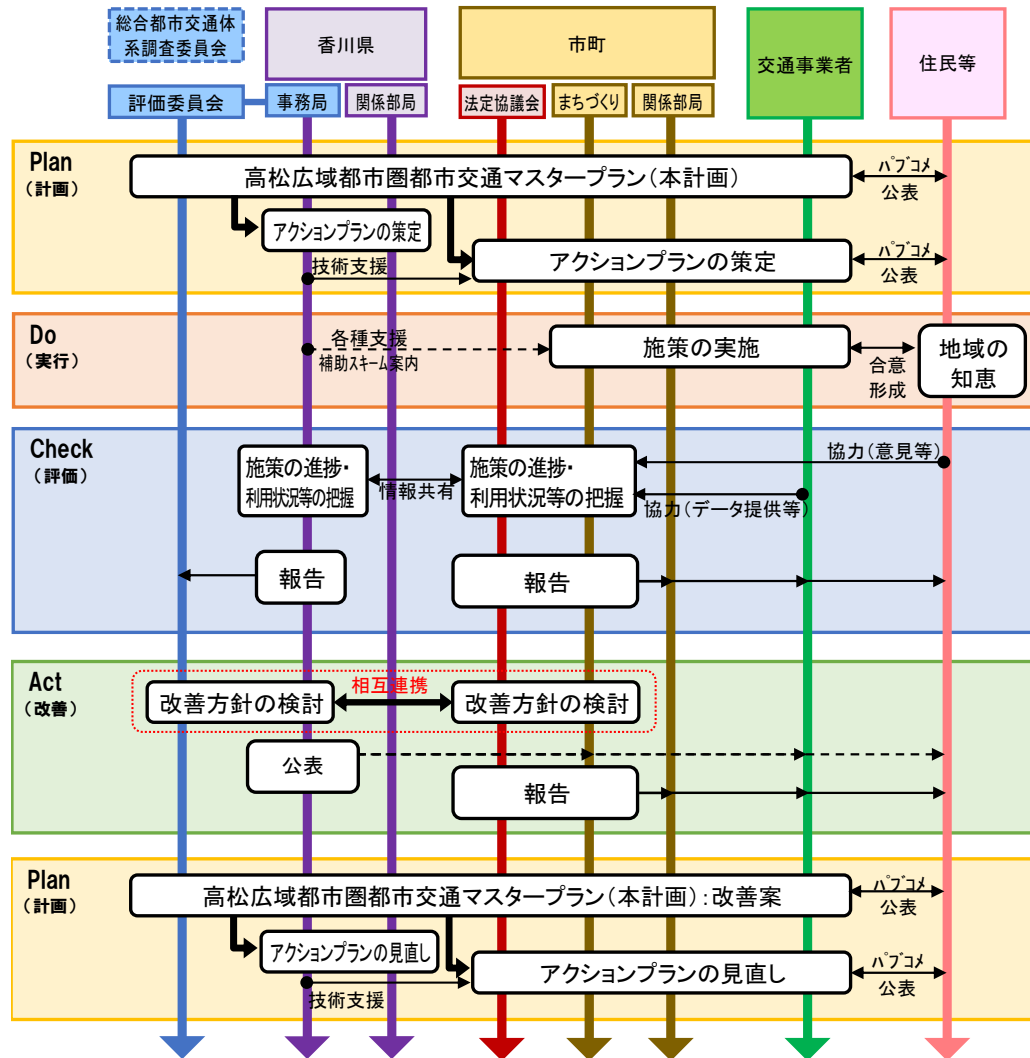 総合都市交通体
系調査委員会
香川県
市町
交通事業者
住民等
評価委員会
事務局
関係部局
法定協議会
まちづくり
関係部局
Plan
(計画)
高松広域都市圏都市交通マスタープラン(本計画)
ﾊﾟﾌﾞｺﾒ
公表
アクションプランの策定
アクションプランの策定
ﾊﾟﾌﾞｺﾒ
公表
技術支援
Do
(実行)
各種支援
補助スキーム案内
施策の実施
合意
形成
地域の
知恵
Check
(評価)
施策の進捗・
利用状況等の把握
情報共有
施策の進捗・
利用状況等の把握
協力(意見等)
協力(データ提供等)
報告
報告
Act
(改善)
相互連携
改善方針の検討
改善方針の検討
公表
報告
Plan
(計画)
高松広域都市圏都市交通マスタープラン(本計画):改善案
ﾊﾟﾌﾞｺﾒ
公表
アクションプランの見直し
アクションプランの見直し
ﾊﾟﾌﾞｺﾒ
公表
技術支援